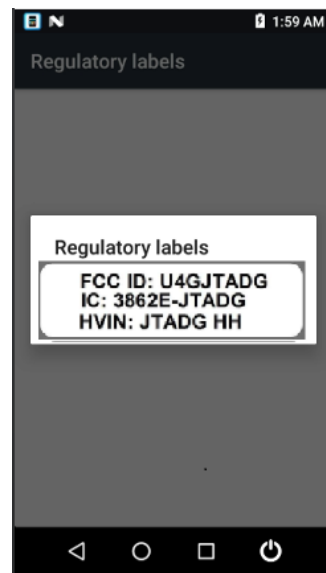 1:59 AM
Regulatory labels
Regulatory labels
FCC ID: U4GJTADG
IC: 3862E-JTADG
HVIN: JTADG HH